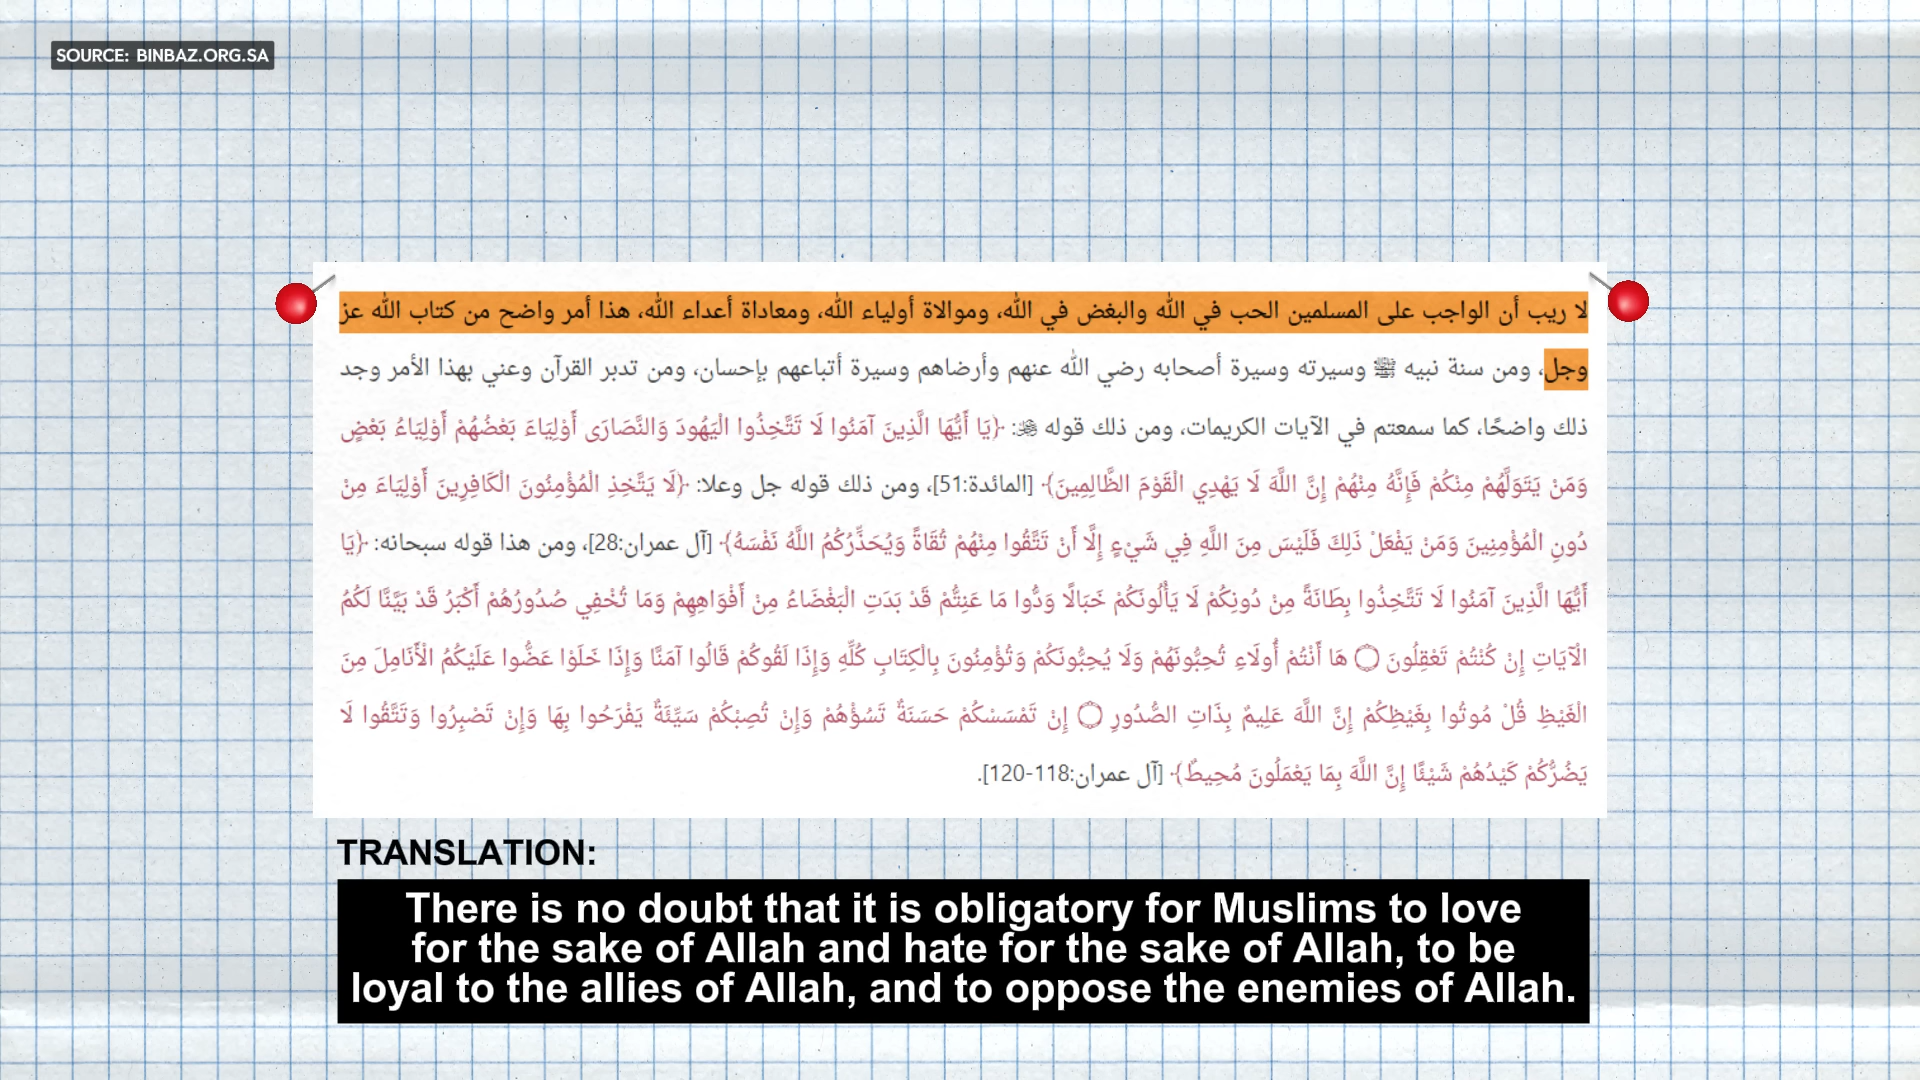 SOURCE: BINBAZ.ORG.SA
لا ريب أن الواجب على المسلمين الحب في الله والبغض في الله، وموالاة أولياء الله، ومعاداة أعداء الله، هذا أمر واضح من كتاب الله عز
وجل، ومن سنة نبيه ﷺ وسيرته وسيرة أصحابه رضي الله عنهم وأرضاهم وسيرة أتباعهم بإحسان، ومن تدبر القرآن وعني بهذا الأمر وجد
ذلك واضحًا، كما سمعتم في الآيات الكريمات، ومن ذلك قوله ﷻ: {يَا أَيُّهَا الَّذِينَ آمَنُوا لَا تَتَّخِذُوا الْيَهُودَ وَالنَّصَارَى أَوْلِيَاءَ بَعْضُهُمْ أَوْلِيَاءُ بَعْضٍ
وَمَنْ يَتَوَلَّهُمْ مِنْكُمْ فَإِنَّهُ مِنْهُمْ إِنَّ اللَّهَ لَا يَهْدِي الْقَوْمَ الظَّالِمِينَ} [المائدة:51]، ومن ذلك قوله جل وعلا: {لَا يَتَّخِذِ الْمُؤْمِنُونَ الْكَافِرِينَ أَوْلِيَاءَ مِنْ
دُونِ الْمُؤْمِنِينَ وَمَنْ يَفْعَلْ ذَلِكَ فَلَيْسَ مِنَ اللَّهِ فِي شَيْءٍ إِلَّا أَنْ تَتَّقُوا مِنْهُمْ تُقَاةً وَيُحَذِّرُكُمُ اللَّهُ نَفْسَهُ} [آل عمران:28]، ومن هذا قوله سبحانه: {يَا
أَيُّهَا الَّذِينَ آمَنُوا لَا تَتَّخِذُوا بِطَانَةً مِنْ دُونِكُمْ لَا يَأْلُونَكُمْ خَبَالًا وَدُّوا مَا عَنِتُّمْ قَدْ بَدَتِ الْبَغْضَاءُ مِنْ أَفْوَاهِهِمْ وَمَا تُخْفِي صُدُورُهُمْ أَكْبَرُ قَدْ بَيَّنَّا لَكُمُ
الْآيَاتِ إِنْ كُنْتُمْ تَعْقِلُونَ ۝ هَا أَنْتُمْ أُولَاءِ تُحِبُّونَهُمْ وَلَا يُحِبُّونَكُمْ وَتُؤْمِنُونَ بِالْكِتَابِ كُلِّهِ وَإِذَا لَقُوكُمْ قَالُوا آمَنَّا وَإِذَا خَلَوْا عَضُّوا عَلَيْكُمُ الْأَنَامِلَ مِنَ
الْغَيْظِ قُلْ مُوتُوا بِغَيْظِكُمْ إِنَّ اللَّهَ عَلِيمٌ بِذَاتِ الصُّدُورِ ۝ إِنْ تَمْسَسْكُمْ حَسَنَةٌ تَسُؤْهُمْ وَإِنْ تُصِبْكُمْ سَيِّئَةٌ يَفْرَحُوا بِهَا وَإِنْ تَصْبِرُوا وَتَتَّقُوا لَا
يَضُرُّكُمْ كَيْدُهُمْ شَيْئًا إِنَّ اللَّهَ بِمَا يَعْمَلُونَ مُحِيطٌ} [آل عمران:118-120].
TRANSLATION:
There is no doubt that it is obligatory for Muslims to love
for the sake of Allah and hate for the sake of Allah, to be
loyal to the allies of Allah, and to oppose the enemies of Allah.